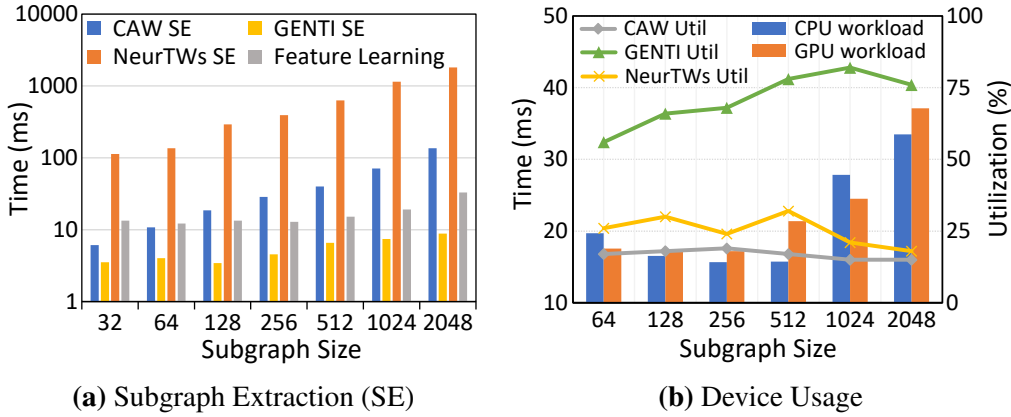 10000
1000
100
10
1
Time (ms)
CAW SE
GENTI SE
NeurTWs SE
Feature Learning
32 64 128 256 512 1024 2048
Subgraph Size
(a) Subgraph Extraction (SE)
50
40
30
20
10
Time (ms)
CAW Util
CPU workload
GENTI Util
GPU workload
NeurTWs Util
100
75
50
25
0
Utilization (%)
64 128 256 512 1024 2048
Subgraph Size
(b) Device Usage